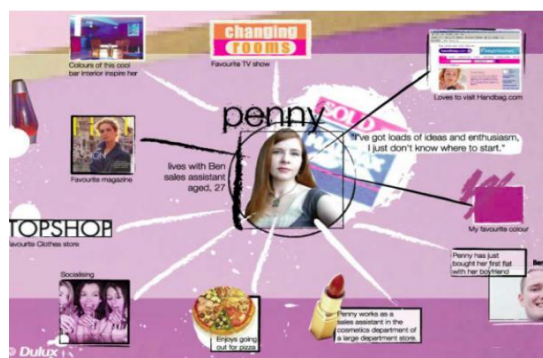 changing
rooms
Colours of this cool
bar interior inspire her
Favourite TV show
Loves to visit Handbag.com
penny
SOLD
"I've got loads of ideas and enthusiasm,
I just don't know where to start."
lives with Ben
sales assistant
aged, 27
Favourite magazine
TOPSHOP
avourite Clothes store
My favourite colour
Penny has just
bought her first flat
with her boyfriend
Ben
Socialising
Enjoys going
out for pizza
Penny works as a
sales assistant in the
cosmetics department of
a large department store.
© Dulux